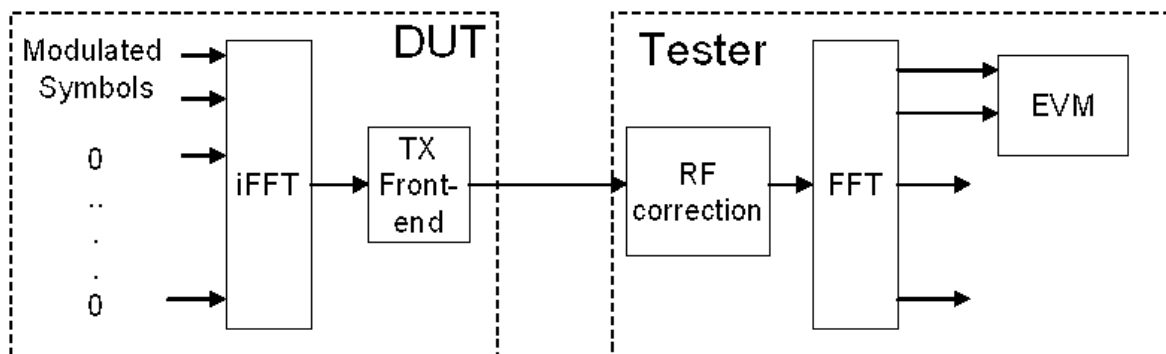 DUT
Modulated
Symbols
0
..
.
.
0
iFFT
TX
Front-
end
Tester
RF
correction
FFT
EVM